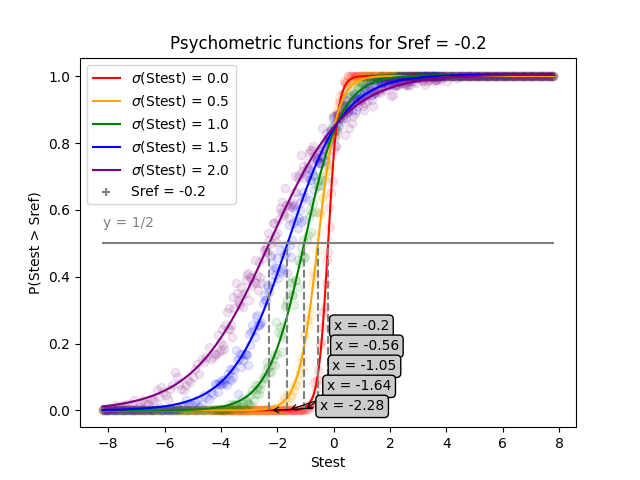 Psychometric functions for Sref = -0.2
P(Stest > Sref)
1.0
0.8
0.6
0.4
0.2
0.0
σ(Stest) = 0.0
σ(Stest) = 0.5
σ(Stest) = 1.0
σ(Stest) = 1.5
σ(Stest) = 2.0
Sref = -0.2
y = 1/2
x = -0.2
x = -0.56
x = -1.05
x = -1.64
x = -2.28
−8 −6 −4 −2 0 2 4 6 8
Stest